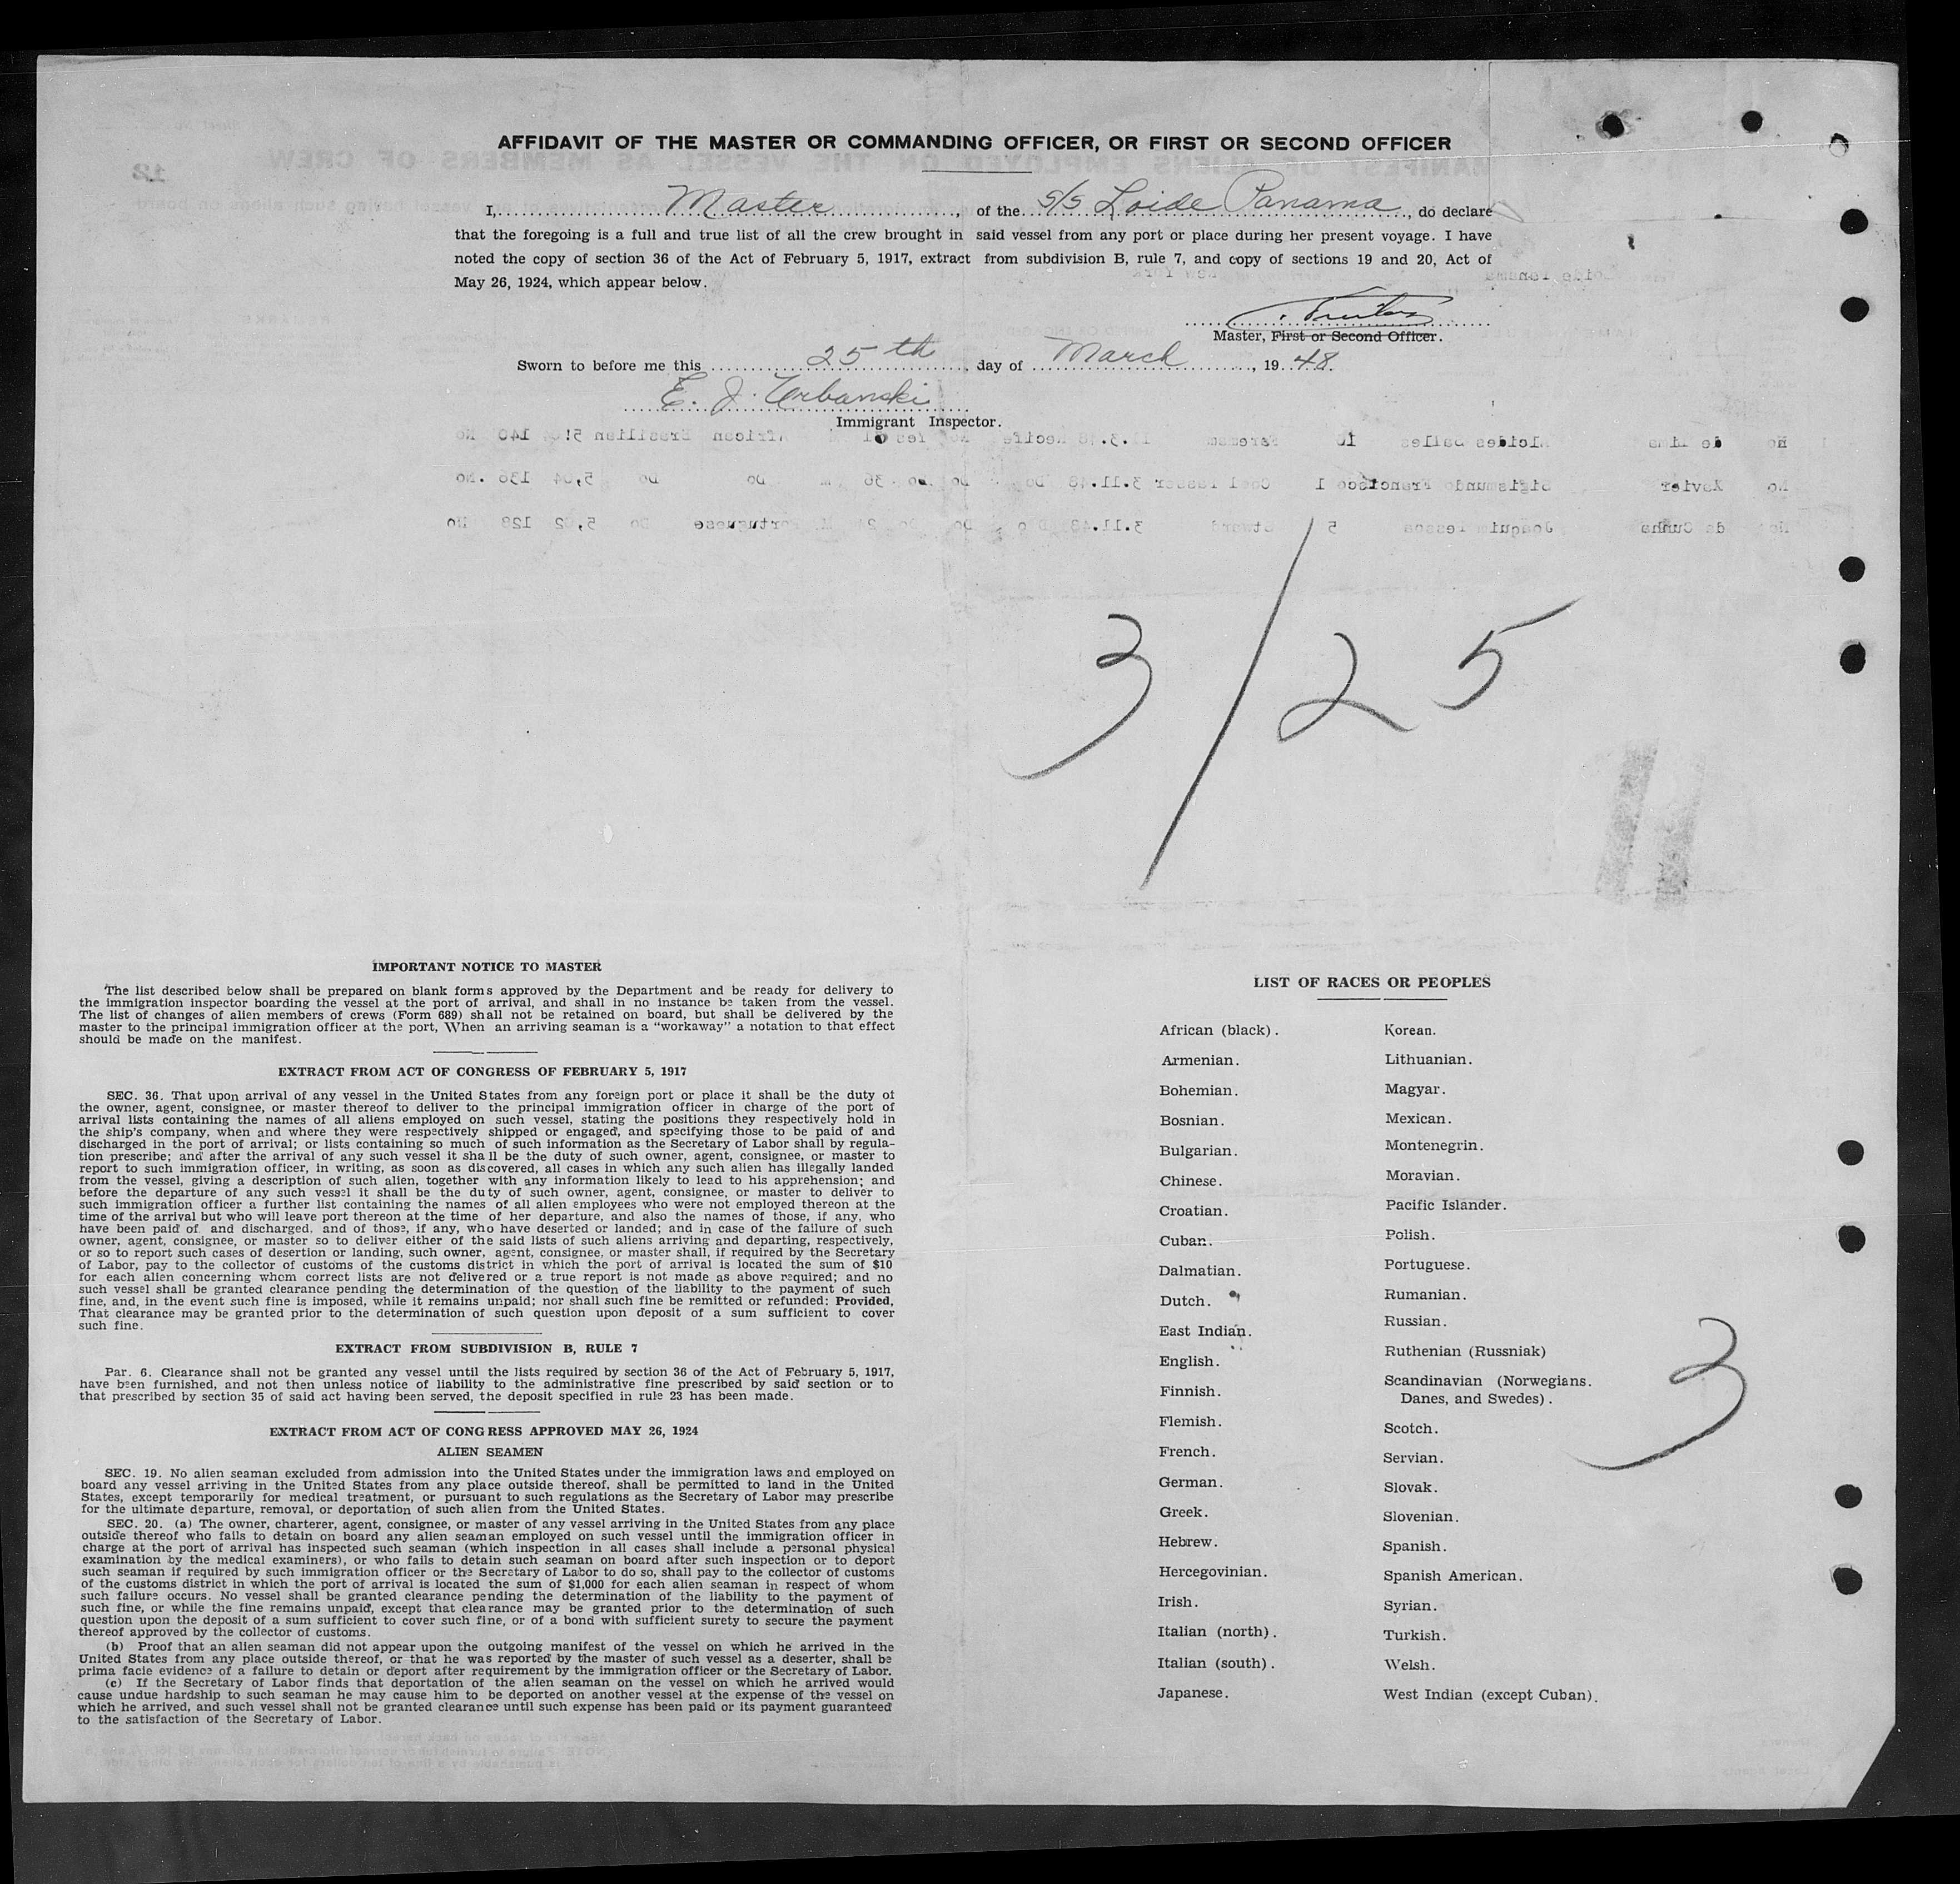 AFFIDAVIT OF THE MASTER OR COMMANDING OFFICER, OR FIRST OR SECOND OFFICER
I, Master, of the S/S Loide Panama, do declare
that the foregoing is a full and true list of all the crew brought in said vessel from any port or place during her present voyage. I have
noted the copy of section 36 of the Act of February 5, 1917, extract from subdivision B, rule 7, and copy of sections 19 and 20, Act of
May 26, 1924, which appear below.
Master, First or Second Officer.
Sworn to before me this 25th day of March, 1948.
E. J. Urbanski
Immigrant Inspector.
3/25
IMPORTANT NOTICE TO MASTER
The list described below shall be prepared on blank forms approved by the Department and be ready for delivery to
the immigration inspector boarding the vessel at the port of arrival, and shall in no instance be taken from the vessel.
The list of changes of alien members of crews (Form 689) shall not be retained on board, but shall be delivered by the
master to the principal immigration officer at the port, When an arriving seaman is a "workaway" a notation to that effect
should be made on the manifest.
EXTRACT FROM ACT OF CONGRESS OF FEBRUARY 5, 1917
SEC. 36. That upon arrival of any vessel in the United States from any foreign port or place it shall be the duty of
the owner, agent, consignee, or master thereof to deliver to the principal immigration officer in charge of the port of
arrival lists containing the names of all aliens employed on such vessel, stating the positions they respectively hold in
the ship's company, when and where they were respectively shipped or engaged, and specifying those to be paid of and
discharged in the port of arrival; or lists containing so much of such information as the Secretary of Labor shall by regula-
tion prescribe; and after the arrival of any such vessel it shall be the duty of such owner, agent, consignee, or master to
report to such immigration officer, in writing, as soon as discovered, all cases in which any such alien has illegally landed
from the vessel, giving a description of such alien, together with any information likely to lead to his apprehension; and
before the departure of any such vessel it shall be the duty of such owner, agent, consignee, or master to deliver to
such immigration officer a further list containing the names of all alien employees who were not employed thereon at the
time of the arrival but who will leave port thereon at the time of her departure, and also the names of those, if any, who
have been paid of and discharged. and of those, if any, who have deserted or landed; and in case of the failure of such
owner, agent, consignee, or master so to deliver either of the said lists of such aliens arriving and departing, respectively,
or so to report such cases of desertion or landing, such owner, agent, consignee, or master shall, if required by the Secretary
of Labor, pay to the collector of customs of the customs district in which the port of arrival is located the sum of $10
for each alien concerning whom correct lists are not delivered or a true report is not made as above required; and no
such vessel shall be granted clearance pending the determination of the question of the liability to the payment of such
fine, and, in the event such fine is imposed, while it remains unpaid; nor shall such fine be remitted or refunded: Provided,
That clearance may be granted prior to the determination of such question upon deposit of a sum sufficient to cover
such fine.
EXTRACT FROM SUBDIVISION B, RULE 7
Par. 6. Clearance shall not be granted any vessel until the lists required by section 36 of the Act of February 5, 1917,
have been furnished, and not then unless notice of liability to the administrative fine prescribed by said section or to
that prescribed by section 35 of said act having been served, the deposit specified in rule 23 has been made.
EXTRACT FROM ACT OF CONGRESS APPROVED MAY 26, 1924
ALIEN SEAMEN
SEC. 19. No alien seaman excluded from admission into the United States under the immigration laws and employed on
board any vessel arriving in the United States from any place outside thereof, shall be permitted to land in the United
States, except temporarily for medical treatment, or pursuant to such regulations as the Secretary of Labor may prescribe
for the ultimate departure, removal, or deportation of such alien from the United States.
SEC. 20. (a) The owner, charterer, agent, consignee, or master of any vessel arriving in the United States from any place
outside thereof who fails to detain on board any alien seaman employed on such vessel until the immigration officer in
charge at the port of arrival has inspected such seaman (which inspection in all cases shall include a personal physical
examination by the medical examiners), or who fails to detain such seaman on board after such inspection or to deport
such seaman if required by such immigration officer or the Secretary of Labor to do so, shall pay to the collector of customs
of the customs district in which the port of arrival is located the sum of $1,000 for each alien seaman in respect of whom
such failure occurs. No vessel shall be granted clearance pending the determination of the liability to the payment of
such fine, or while the fine remains unpaid, except that clearance may be granted prior to the determination of such
question upon the deposit of a sum sufficient to cover such fine, or of a bond with sufficient surety to secure the payment
thereof approved by the collector of customs.
(b) Proof that an alien seaman did not appear upon the outgoing manifest of the vessel on which he arrived in the
United States from any place outside thereof, or that he was reported by the master of such vessel as a deserter, shall be
prima facie evidence of a failure to detain or deport after requirement by the immigration officer or the Secretary of Labor.
(c) If the Secretary of Labor finds that deportation of the alien seaman on the vessel on which he arrived would
cause undue hardship to such seaman he may cause him to be deported on another vessel at the expense of the vessel on
which he arrived, and such vessel shall not be granted clearance until such expense has been paid or its payment guaranteed
to the satisfaction of the Secretary of Labor.
LIST OF RACES OR PEOPLES
African (black).
Armenian.
Bohemian.
Bosnian.
Bulgarian.
Chinese.
Croatian.
Cuban.
Dalmatian.
Dutch.
East Indian.
English.
Finnish.
Flemish.
French.
German.
Greek.
Hebrew.
Hercegovinian.
Irish.
Italian (north).
Italian (south).
Japanese.
Korean.
Lithuanian.
Magyar.
Mexican.
Montenegrin.
Moravian.
Pacific Islander.
Polish.
Portuguese.
Rumanian.
Russian.
Ruthenian (Russniak)
Scandinavian (Norwegians.
Danes, and Swedes).
Scotch.
Servian.
Slovak.
Slovenian.
Spanish.
Spanish American.
Syrian.
Turkish.
Welsh.
West Indian (except Cuban).
3